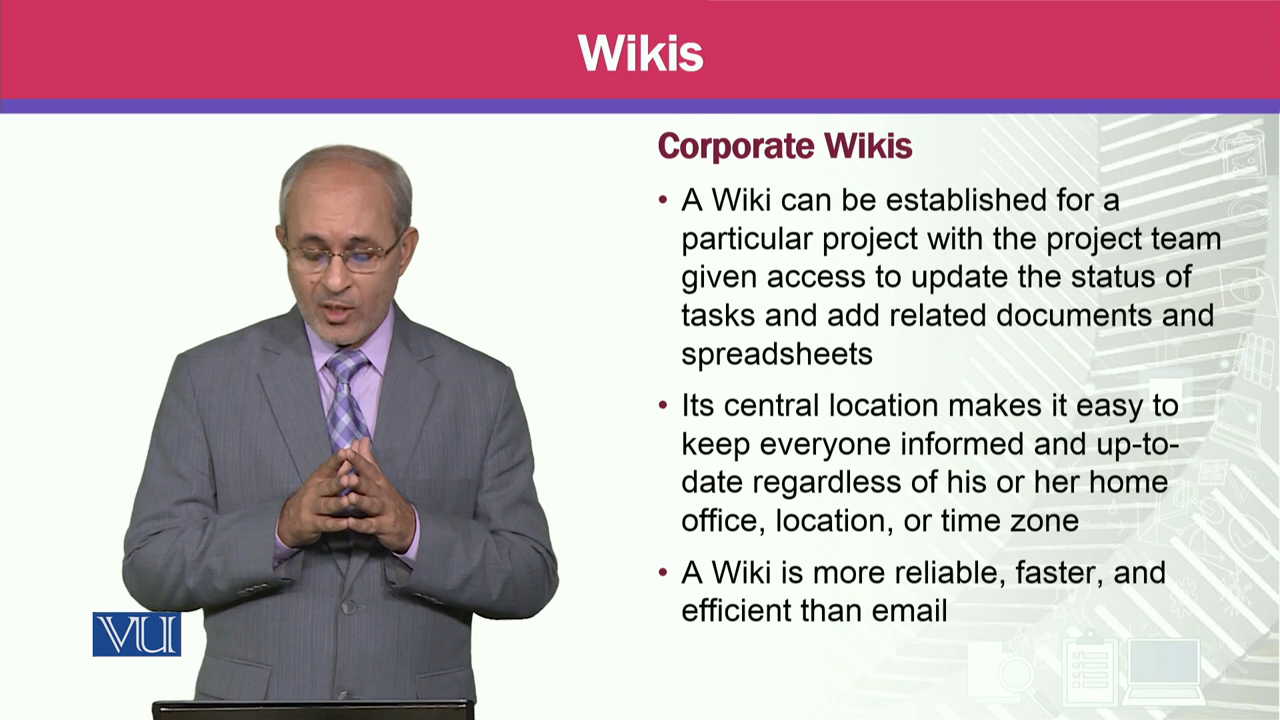 Wikis
Corporate Wikis
• A Wiki can be established for a
particular project with the project team
given access to update the status of
tasks and add related documents and
spreadsheets
• Its central location makes it easy to
keep everyone informed and up-to-
date regardless of his or her home
office, location, or time zone
• A Wiki is more reliable, faster, and
efficient than email
VU